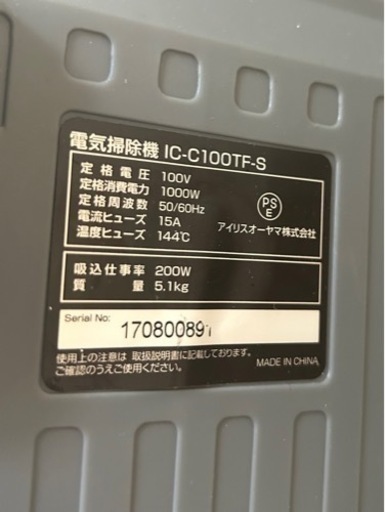 電気掃除機 IC-C100TF-S
定格電圧 100V
定格消費電力 1000W
定格周波数 50/60Hz
電流ヒューズ 15A
温度ヒューズ 144℃
PS
E
アイリスオーヤマ株式会社
吸込仕事率 200W
質量 5.1kg
Serial No:
使用上の注意は 取扱説明書に記載しております。
ご確認のうえご使用ください。
MADE IN CHINA